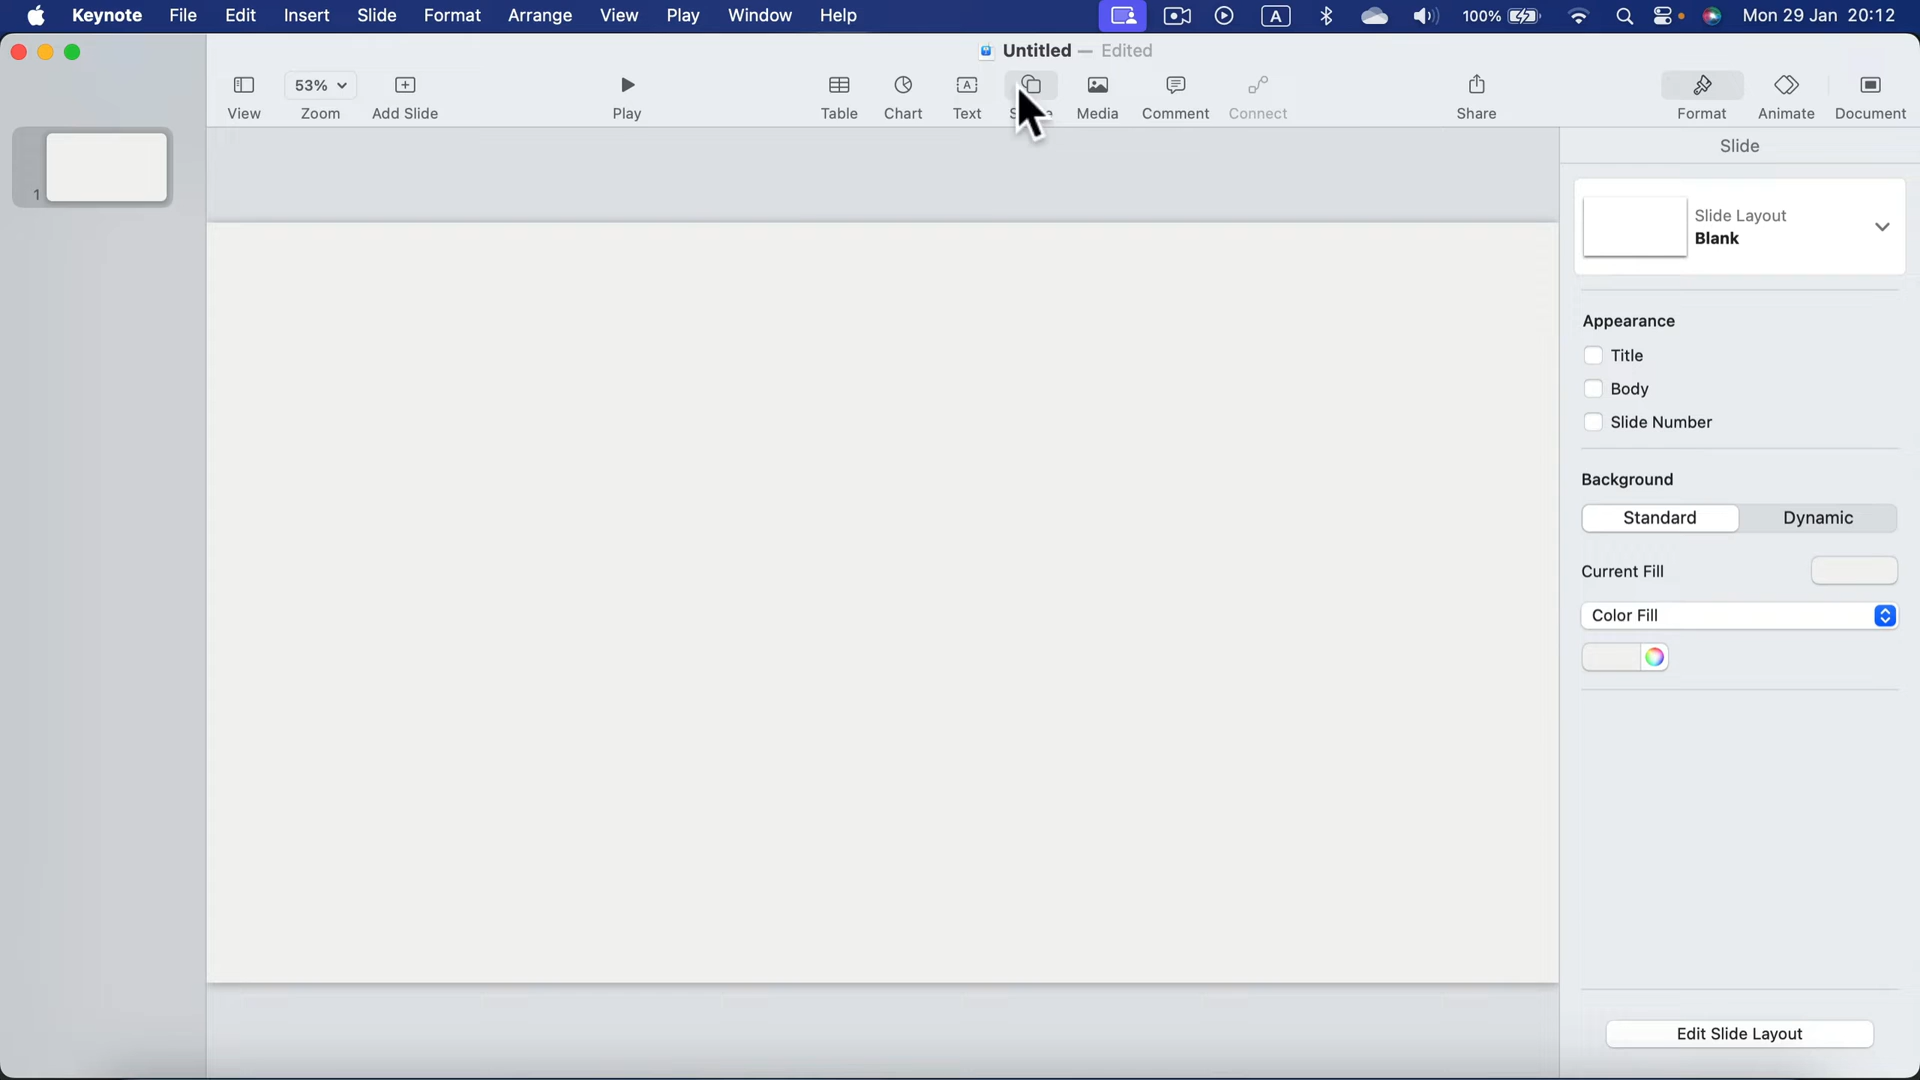 Keynote File Edit Insert Slide Format Arrange View Play Window Help A 100% Mon 29 Jan 20:12
Untitled — Edited
53%
View Zoom Add Slide Play Table Chart Text Media Comment Connect Share Format Animate Document
Slide
1
Slide Layout
Blank
Appearance
Title
Body
Slide Number
Background
Standard Dynamic
Current Fill
Color Fill
Edit Slide Layout